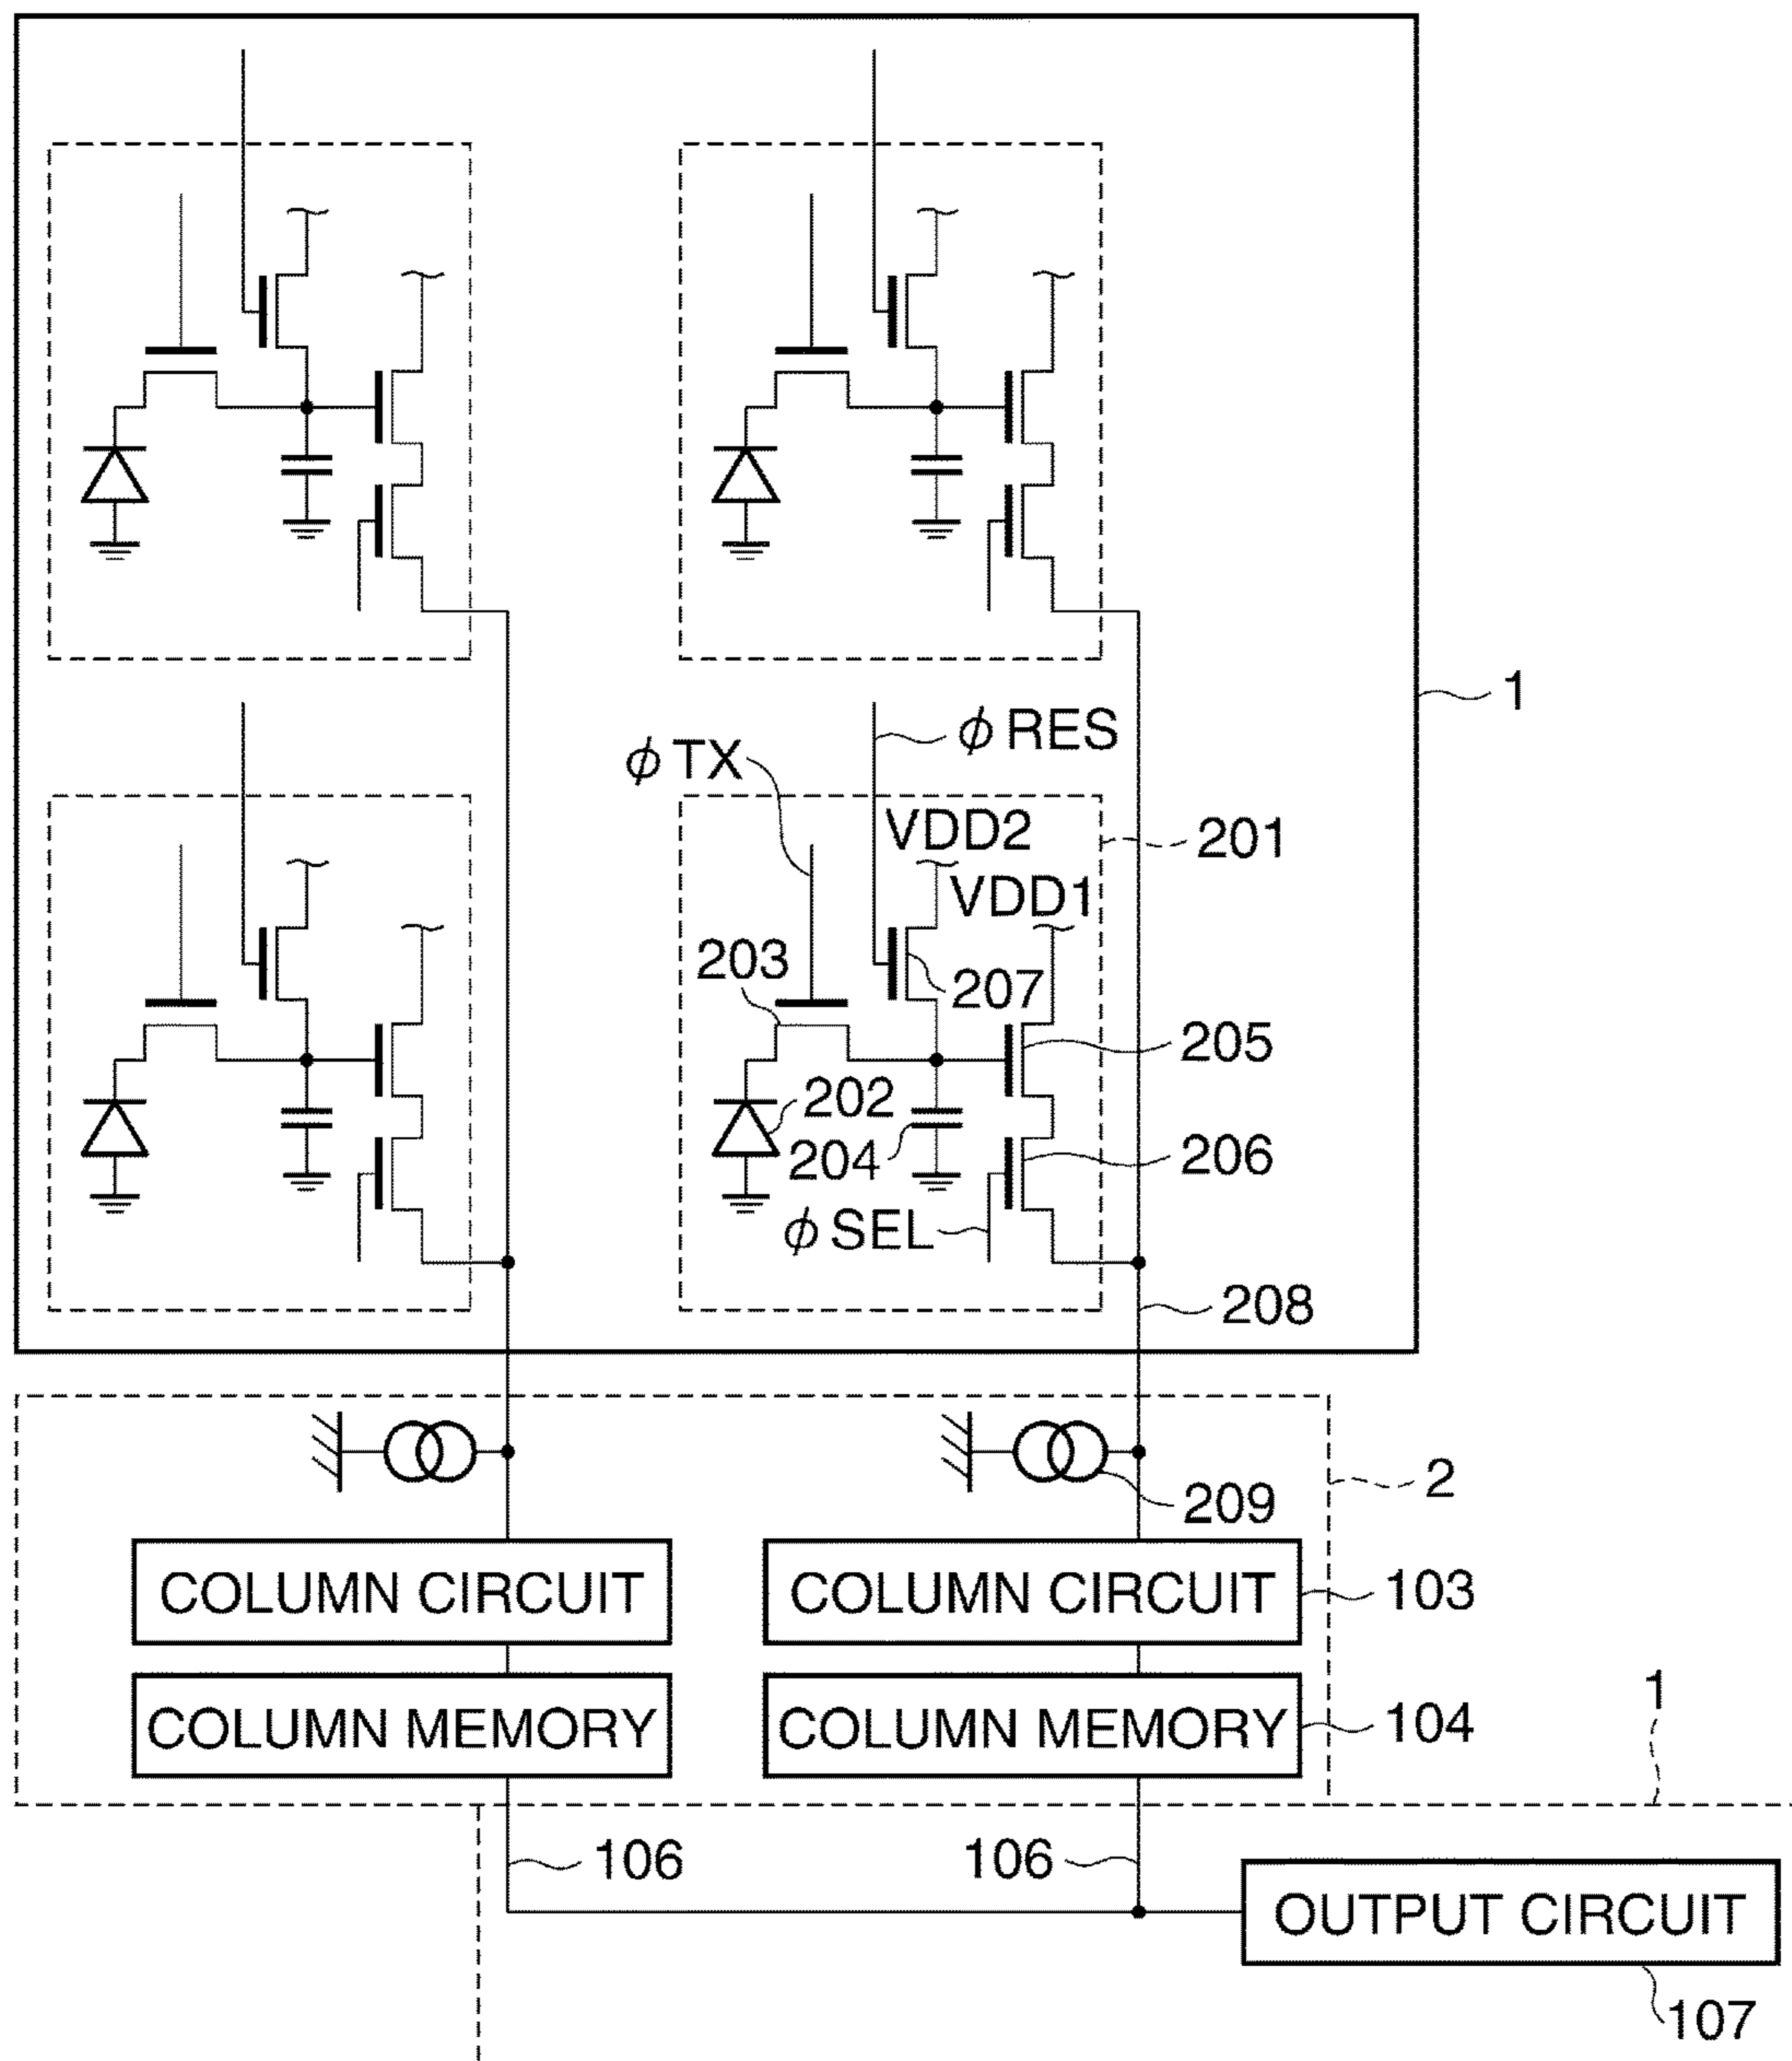 1
ϕ RES
ϕ TX
VDD2
201
VDD1
203
207
205
202
204
206
ϕ SEL
208
2
209
COLUMN CIRCUIT
COLUMN CIRCUIT
103
COLUMN MEMORY
COLUMN MEMORY
104
1
106
106
OUTPUT CIRCUIT
107